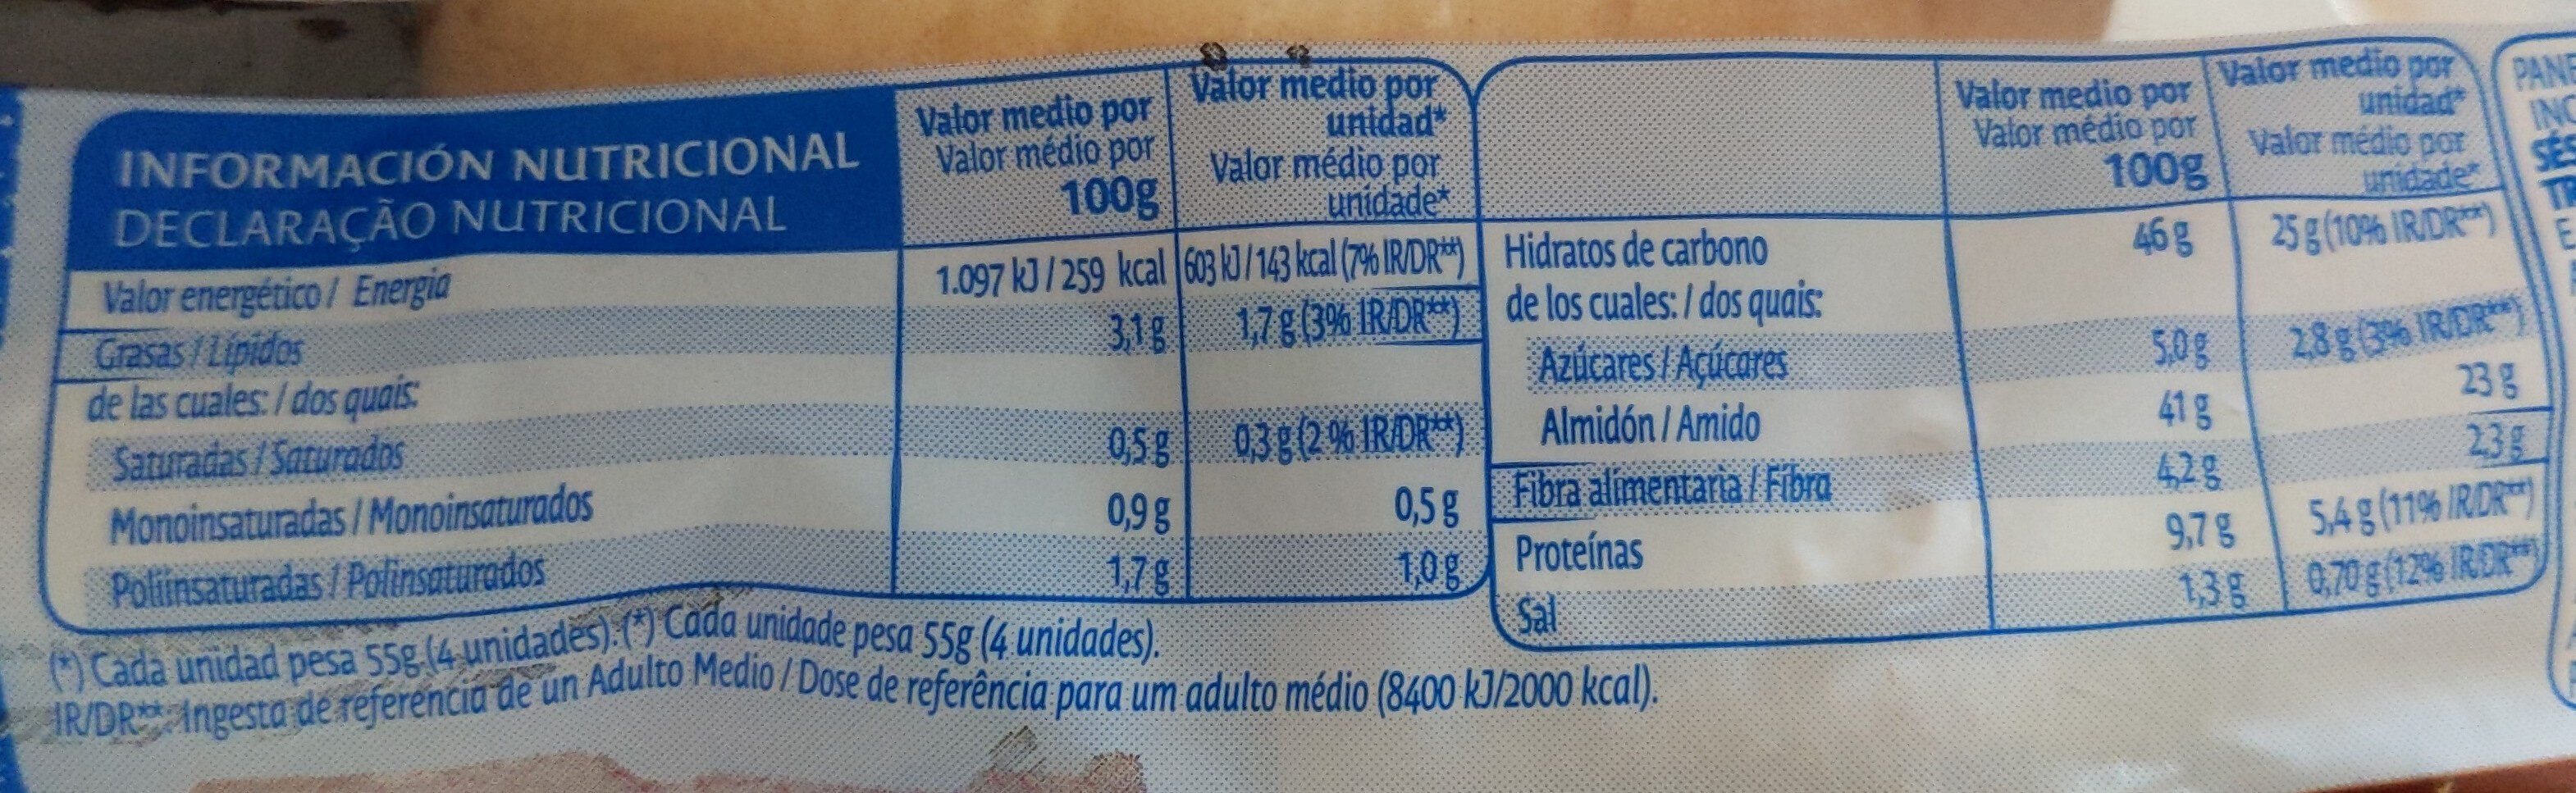 INFORMACIÓN NUTRICIONAL
DECLARAÇÃO NUTRICIONAL
Valor medio por
Valor médio por
100g
Valor medio por
unidad*
Valor médio por
unidade*
Valor energético / Energia 1.097 kJ / 259 kcal 603 kJ / 143 kcal (7% IR/DR**)
Grasas / Lípidos 3,1 g 1,7 g (3% IR/DR**)
de las cuales: / dos quais:
Saturadas / Saturados 0,5 g 0,3 g (2 % IR/DR**)
Monoinsaturadas / Monoinsaturados 0,9 g 0,5 g
Poliinsaturadas / Polinsaturados 1,7 g 1,0 g
Valor medio por
Valor médio por
100g
Valor medio por
unidad*
Valor médio por
unidade*
Hidratos de carbono 46 g 25 g (10% IR/DR**)
de los cuales: / dos quais:
Azúcares / Açúcares 5,0 g 2,8 g (3% IR/DR**)
Almidón / Amido 41 g 23 g
Fibra alimentaria / Fibra 4,2 g 2,3 g
Proteínas 9,7 g 5,4 g (11% IR/DR**)
Sal 1,3 g 0,70 g (12% IR/DR**)
(*) Cada unidad pesa 55g (4 unidades). (*) Cada unidade pesa 55g (4 unidades).
IR/DR**: Ingesta de referencia de un Adulto Medio / Dose de referência para um adulto médio (8400 kJ/2000 kcal).